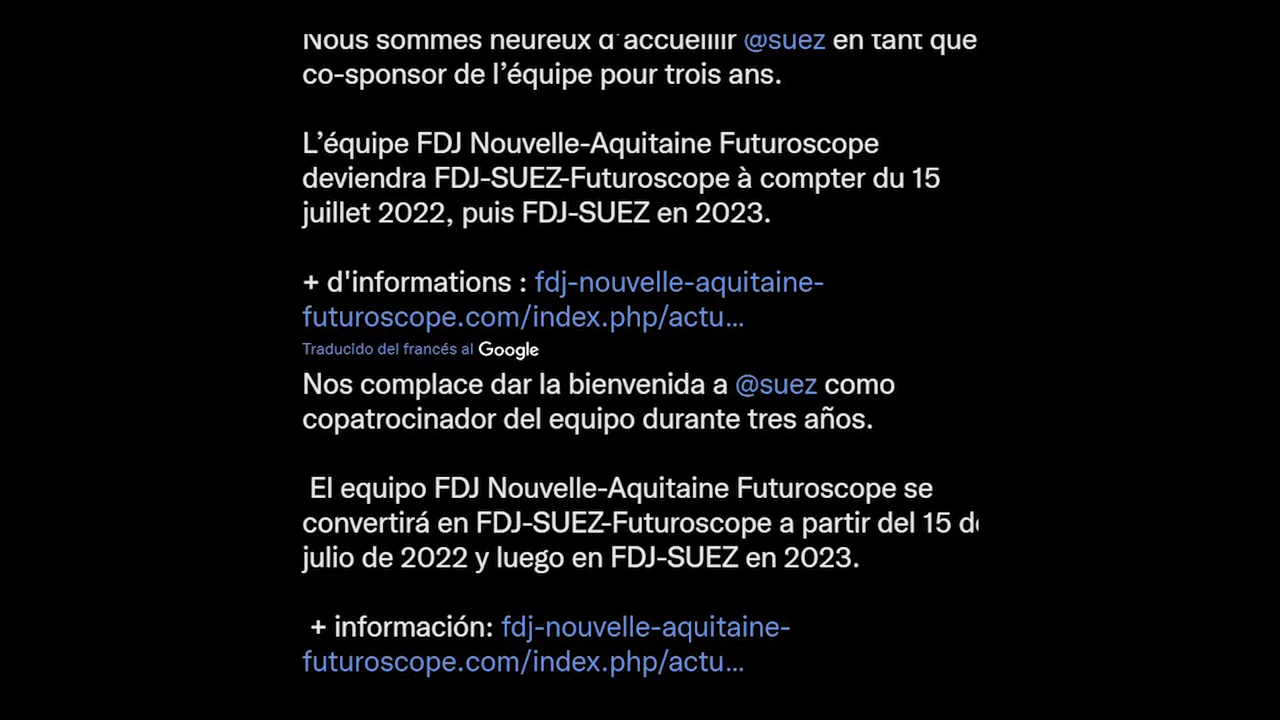 Nous sommes heureux d'accueillir @suez en tant que
co-sponsor de l’équipe pour trois ans.
L’équipe FDJ Nouvelle-Aquitaine Futuroscope
deviendra FDJ-SUEZ-Futuroscope à compter du 15
juillet 2022, puis FDJ-SUEZ en 2023.
+ d'informations : fdj-nouvelle-aquitaine-
futuroscope.com/index.php/actu…
Traducido del francés al Google
Nos complace dar la bienvenida a @suez como
copatrocinador del equipo durante tres años.
El equipo FDJ Nouvelle-Aquitaine Futuroscope se
convertirá en FDJ-SUEZ-Futuroscope a partir del 15 de
julio de 2022 y luego en FDJ-SUEZ en 2023.
+ información: fdj-nouvelle-aquitaine-
futuroscope.com/index.php/actu…